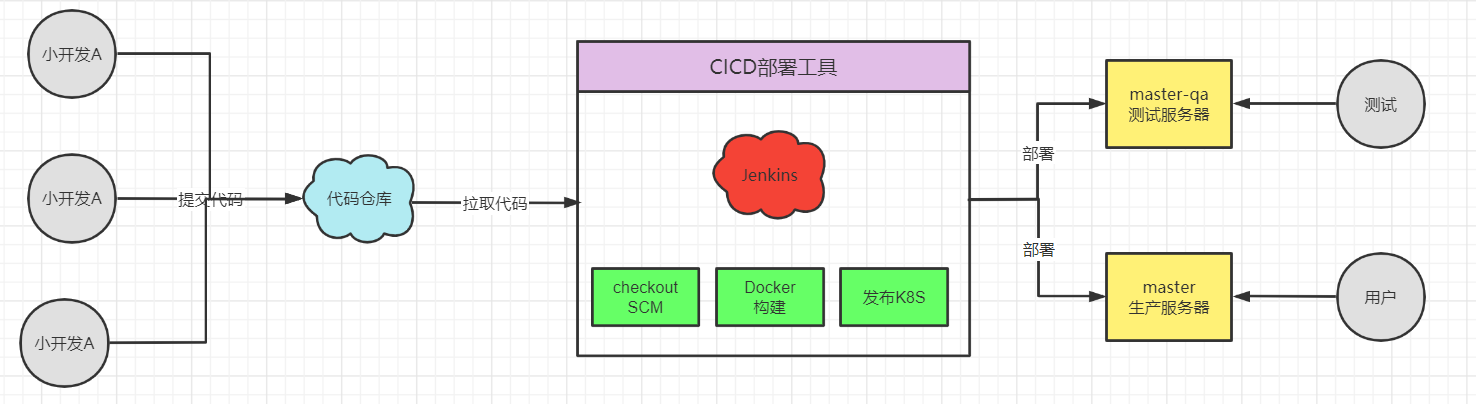 小开发A
小开发A
小开发A
提交代码
代码仓库
拉取代码
CICD部署工具
Jenkins
checkout
SCM
Docker
构建
发布K8S
部署
部署
master-qa
测试服务器
master
生产服务器
测试
用户